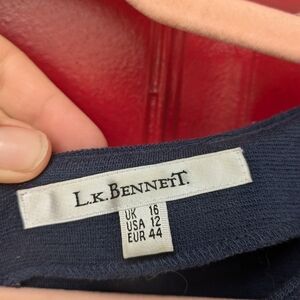 L.K.BENNETT.
UK 16
USA 12
EUR 44